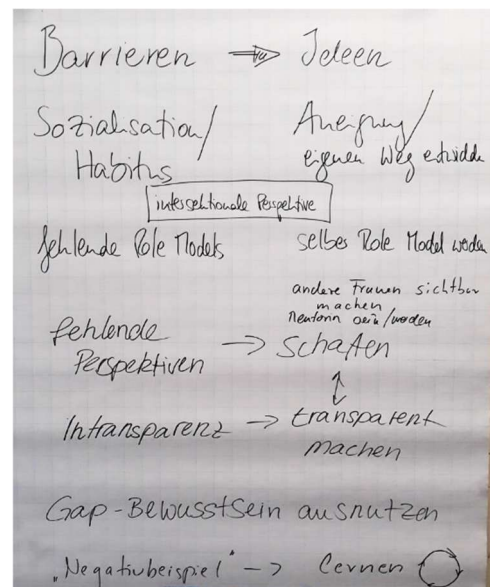 Barrieren => Ideen
Sozialisation/ Aneignung/
Habitus eigenen Weg entwickeln
intersektionale Perspektive
fehlende Role Models selbes Role Model werden
andere Frauen sichtbar
machen
Mentorin sein/werden
fehlende -> schaffen
Perspektiven
↕
Intransparenz -> transparent
machen
Gap-Bewusstsein ausnutzen
"Negativbeispiel" -> Lernen